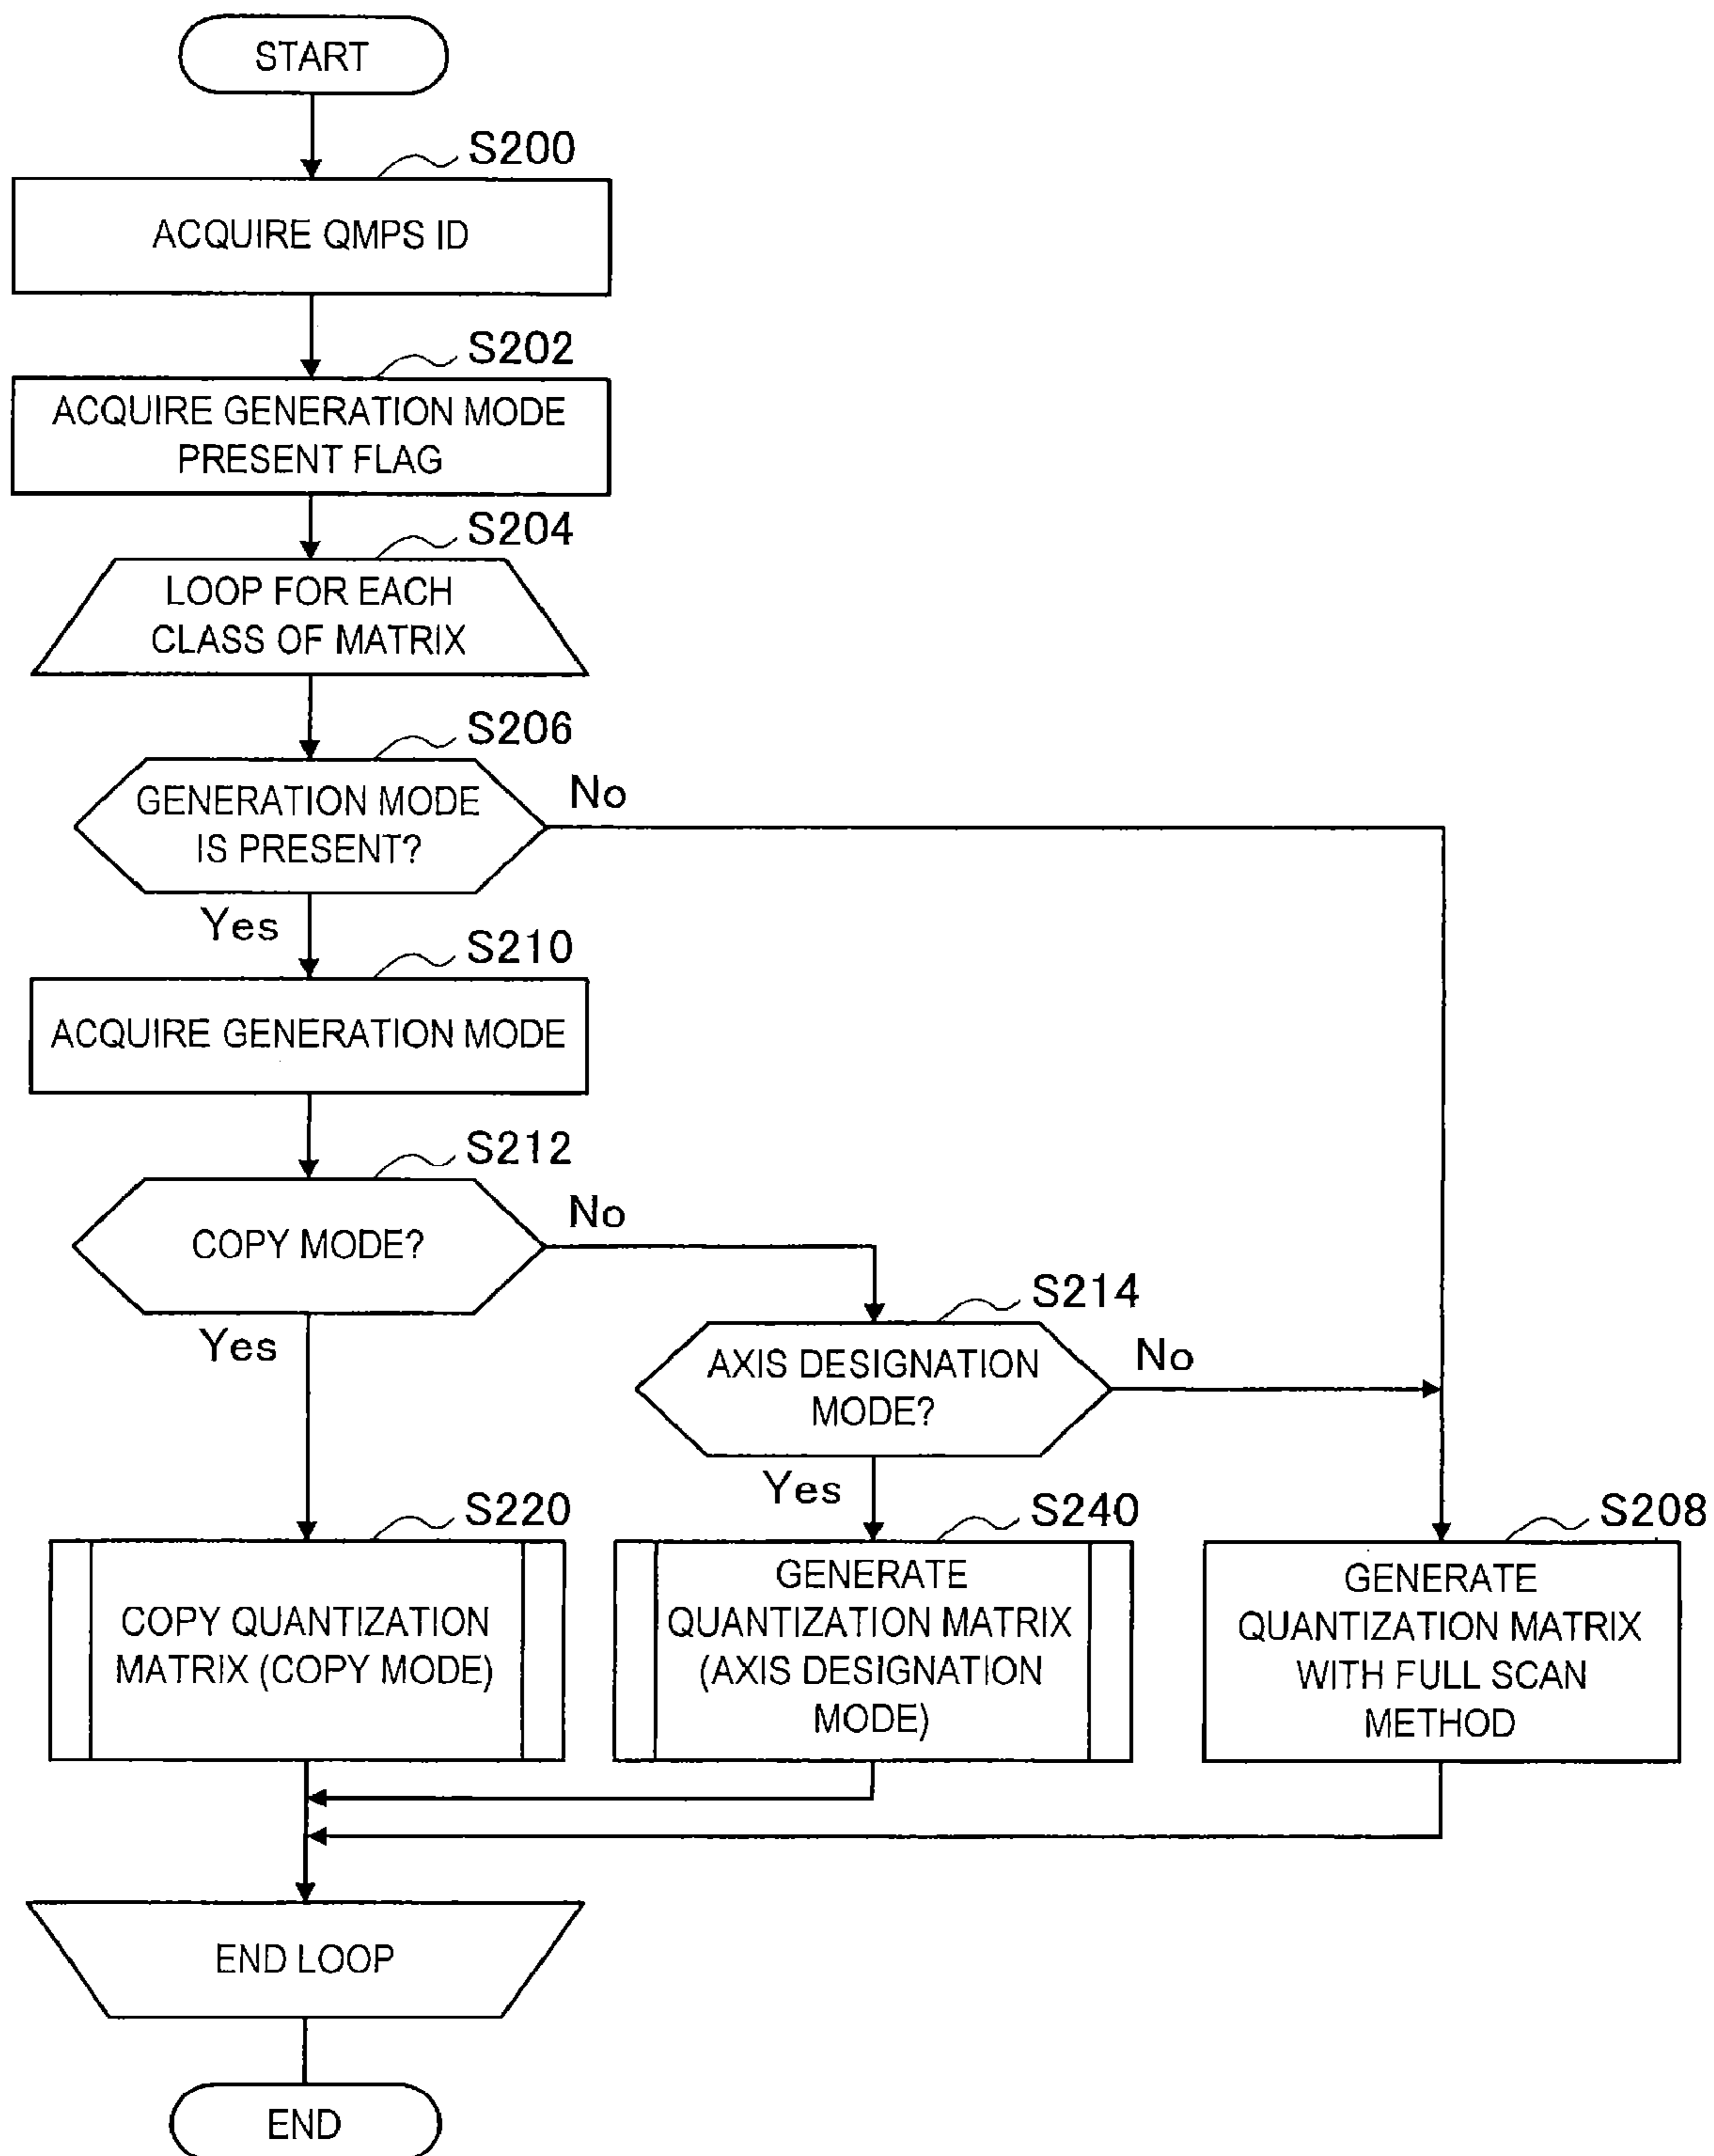 START
S200
ACQUIRE QMPS ID
S202
ACQUIRE GENERATION MODE
PRESENT FLAG
S204
LOOP FOR EACH
CLASS OF MATRIX
S206
GENERATION MODE
IS PRESENT?
No
Yes
S210
ACQUIRE GENERATION MODE
S212
COPY MODE?
No
Yes
S214
AXIS DESIGNATION
MODE?
No
Yes
S220
COPY QUANTIZATION
MATRIX (COPY MODE)
S240
GENERATE
QUANTIZATION MATRIX
(AXIS DESIGNATION
MODE)
S208
GENERATE
QUANTIZATION MATRIX
WITH FULL SCAN
METHOD
END LOOP
END